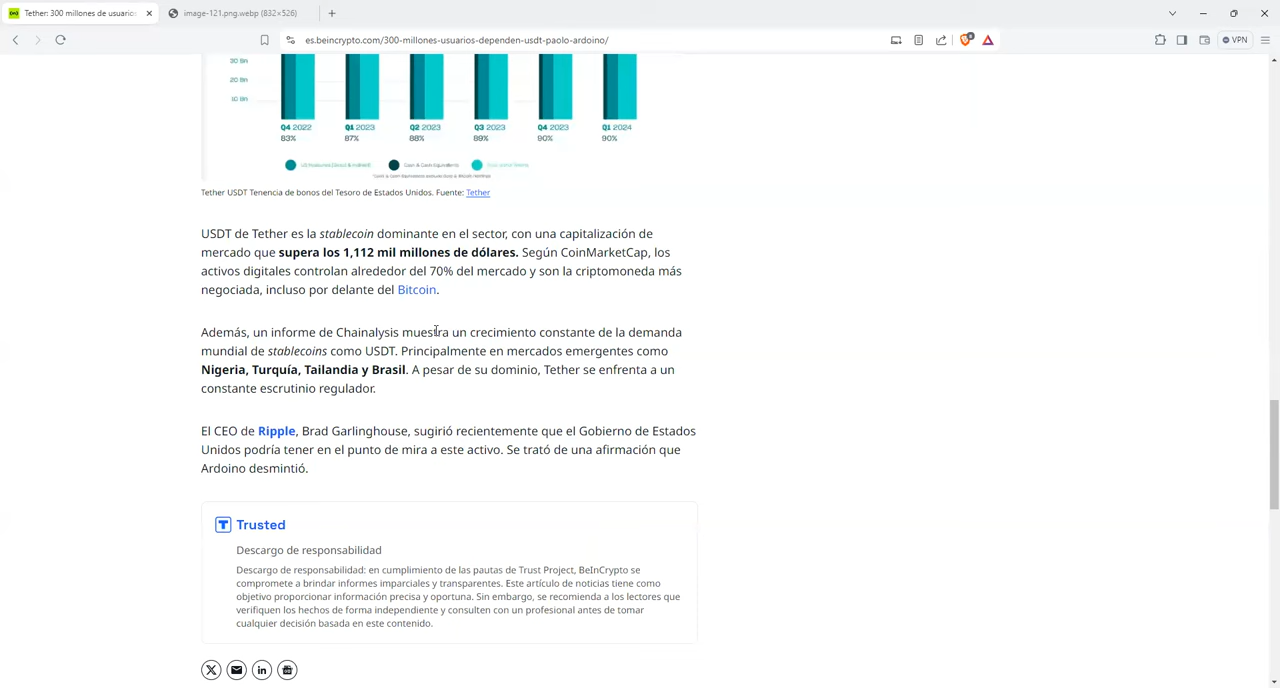 Tether: 300 millones de usuarios
image-121.png.webp (832×526)
es.beincrypto.com/300-millones-usuarios-dependen-usdt-paolo-ardoino/
VPN
30 Bn
20 Bn
10 Bn
Q4 2022 Q1 2023 Q2 2023 Q3 2023 Q4 2023 Q1 2024
83% 87% 88% 89% 90% 90%
Cash & Cash Equivalents
Tether USDT Tenencia de bonos del Tesoro de Estados Unidos. Fuente: Tether
USDT de Tether es la stablecoin dominante en el sector, con una capitalización de
mercado que supera los 1,112 mil millones de dólares. Según CoinMarketCap, los
activos digitales controlan alrededor del 70% del mercado y son la criptomoneda más
negociada, incluso por delante del Bitcoin.
Además, un informe de Chainalysis muestra un crecimiento constante de la demanda
mundial de stablecoins como USDT. Principalmente en mercados emergentes como
Nigeria, Turquía, Tailandia y Brasil. A pesar de su dominio, Tether se enfrenta a un
constante escrutinio regulador.
El CEO de Ripple, Brad Garlinghouse, sugirió recientemente que el Gobierno de Estados
Unidos podría tener en el punto de mira a este activo. Se trató de una afirmación que
Ardoino desmintió.
Trusted
Descargo de responsabilidad
Descargo de responsabilidad: en cumplimiento de las pautas de Trust Project, BeInCrypto se
compromete a brindar informes imparciales y transparentes. Este artículo de noticias tiene como
objetivo proporcionar información precisa y oportuna. Sin embargo, se recomienda a los lectores que
verifiquen los hechos de forma independiente y consulten con un profesional antes de tomar
cualquier decisión basada en este contenido.